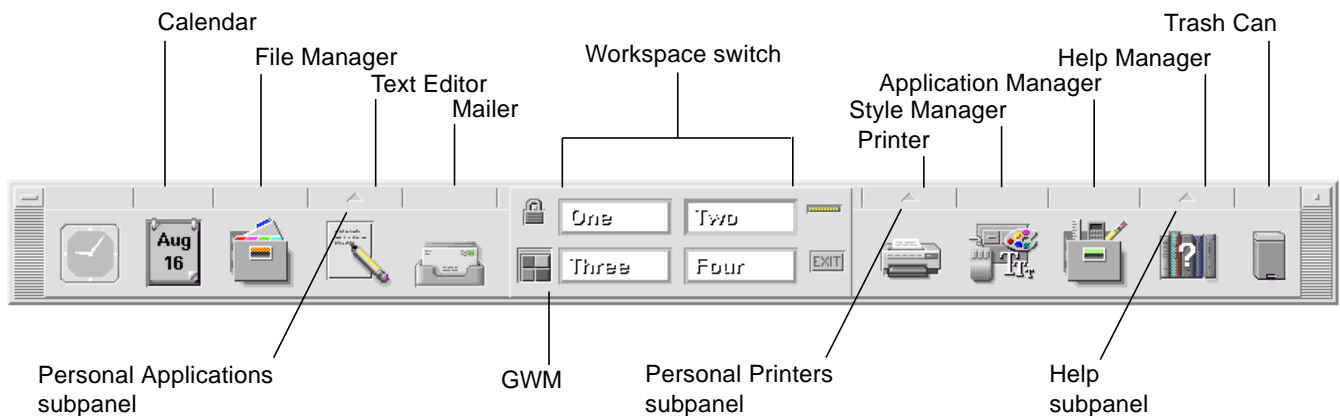 Calendar
Trash Can
File Manager
Workspace switch
Help Manager
Text Editor
Application Manager
Mailer
Style Manager
Printer
Aug
16
One
Two
Three
Four
EXIT
TTT
?
Personal Applications
subpanel
GWM
Personal Printers
subpanel
Help
subpanel